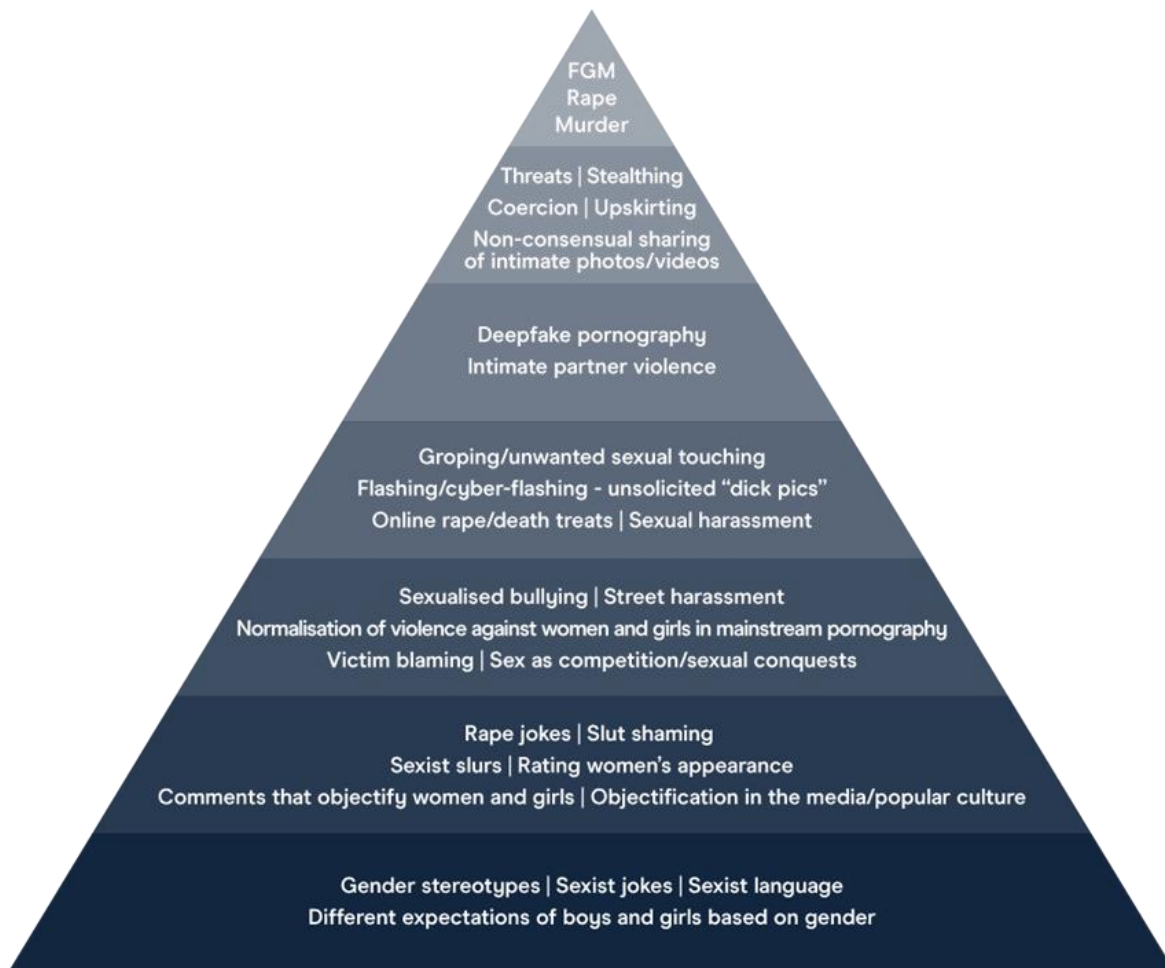 FGM
Rape
Murder
Threats | Stealthing
Coercion | Upskirting
Non-consensual sharing
of intimate photos/videos
Deepfake pornography
Intimate partner violence
Groping/unwanted sexual touching
Flashing/cyber-flashing - unsolicited “dick pics”
Online rape/death treats | Sexual harassment
Sexualised bullying | Street harassment
Normalisation of violence against women and girls in mainstream pornography
Victim blaming | Sex as competition/sexual conquests
Rape jokes | Slut shaming
Sexist slurs | Rating women’s appearance
Comments that objectify women and girls | Objectification in the media/popular culture
Gender stereotypes | Sexist jokes | Sexist language
Different expectations of boys and girls based on gender